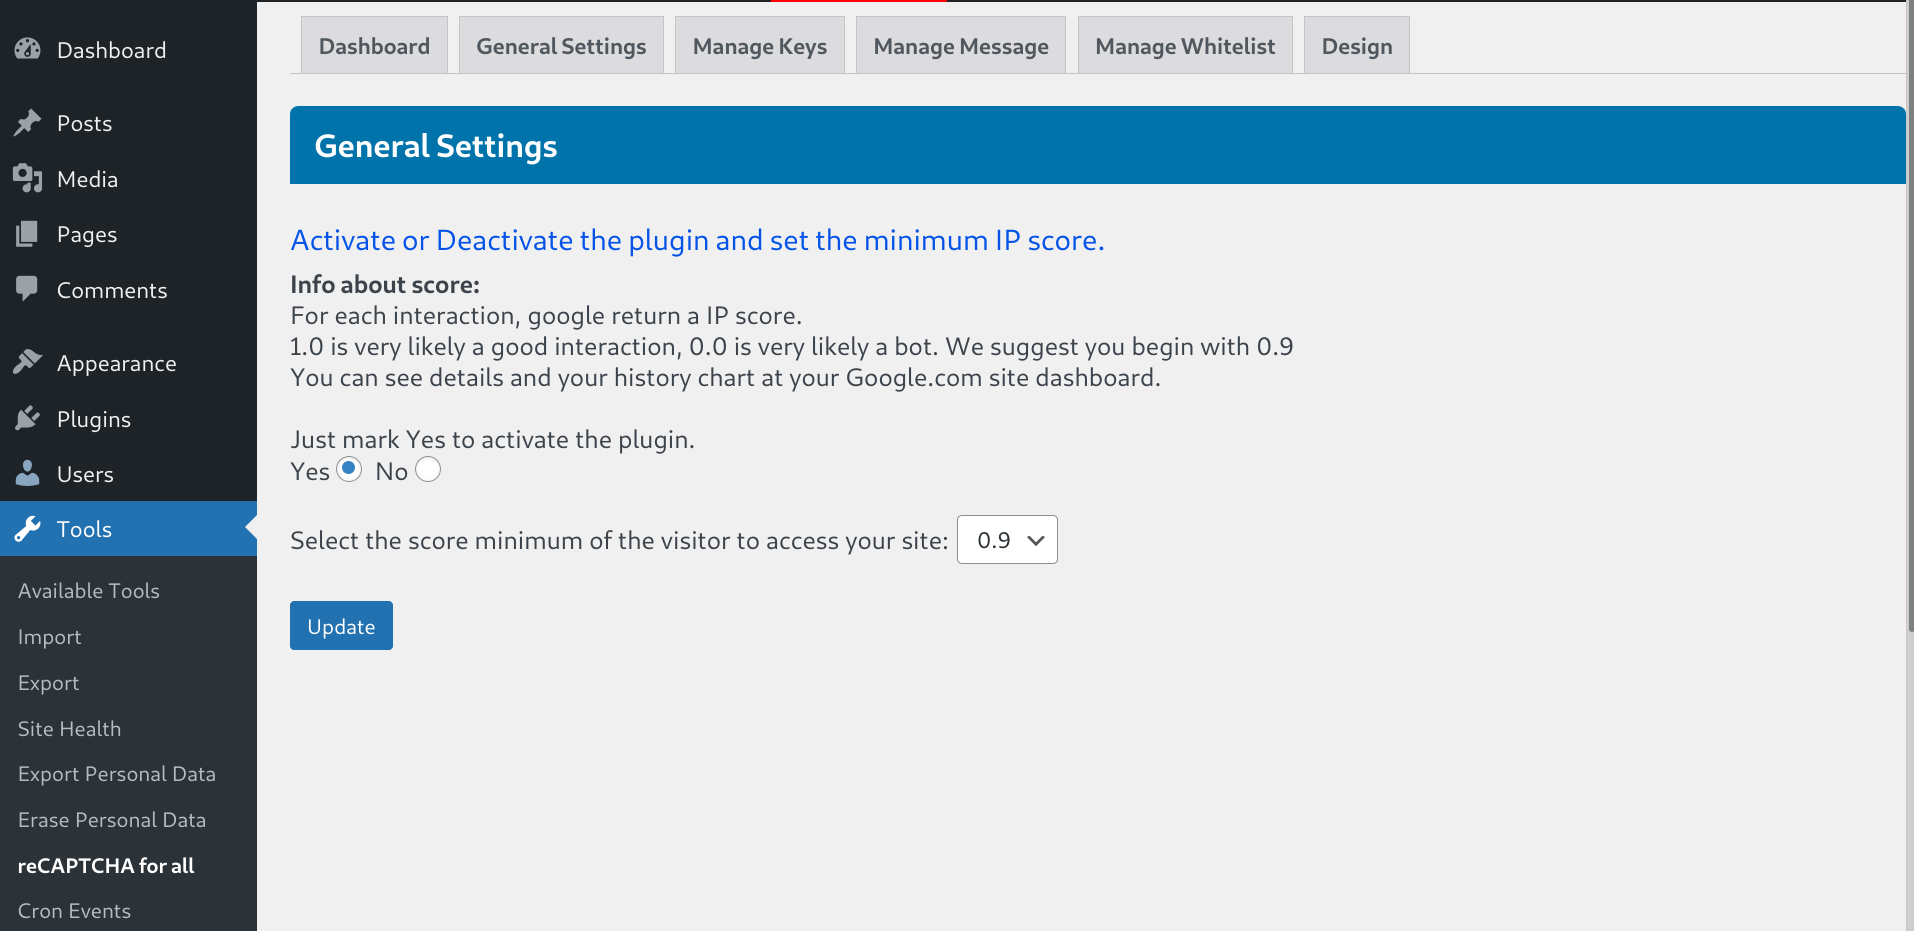 Dashboard
Posts
Media
Pages
Comments
Appearance
Plugins
Users
Tools
Available Tools
Import
Export
Site Health
Export Personal Data
Erase Personal Data
reCAPTCHA for all
Cron Events
Dashboard
General Settings
Manage Keys
Manage Message
Manage Whitelist
Design
General Settings
Activate or Deactivate the plugin and set the minimum IP score.
Info about score:
For each interaction, google return a IP score.
1.0 is very likely a good interaction, 0.0 is very likely a bot. We suggest you begin with 0.9
You can see details and your history chart at your Google.com site dashboard.
Just mark Yes to activate the plugin.
Yes No
Select the score minimum of the visitor to access your site: 0.9
Update